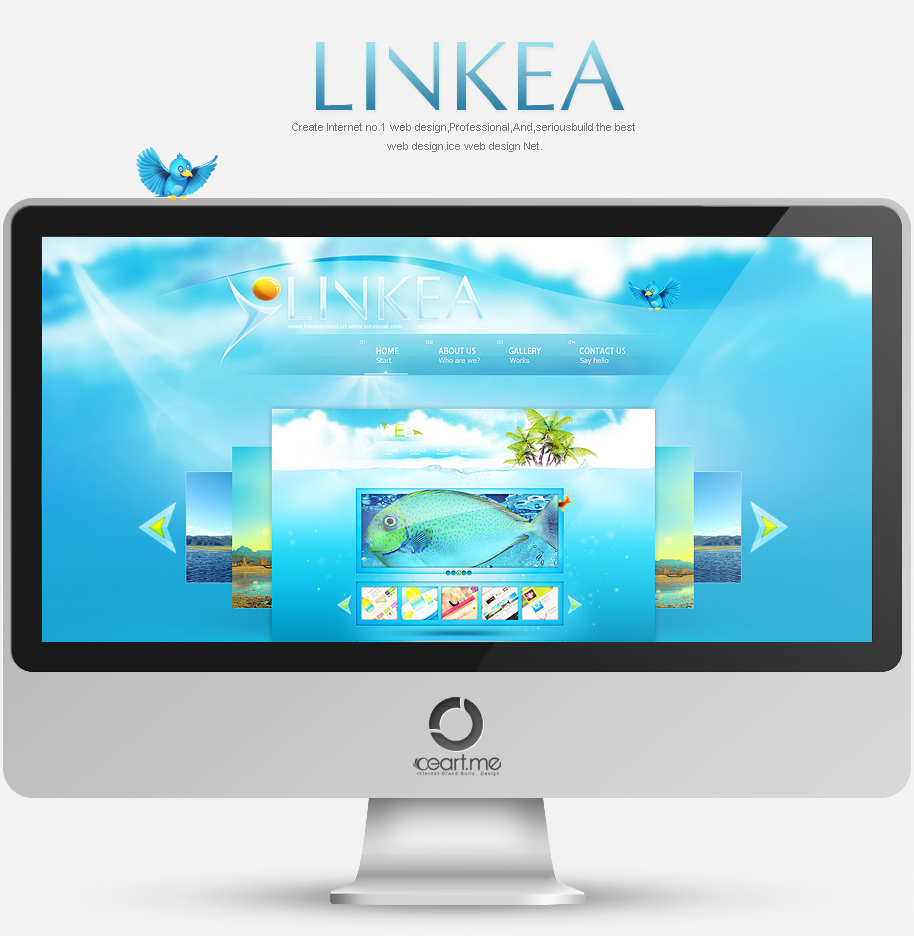 LINKEA
Create Internet no.1 web design,Professional,And,seriousbuild the best
web design.ice web design Net.
LINKEA
01 02 03 04
HOME ABOUT US GALLERY CONTACT US
Start Who are we? Works Say hello
ceart.me
Internet Brand Build. Design